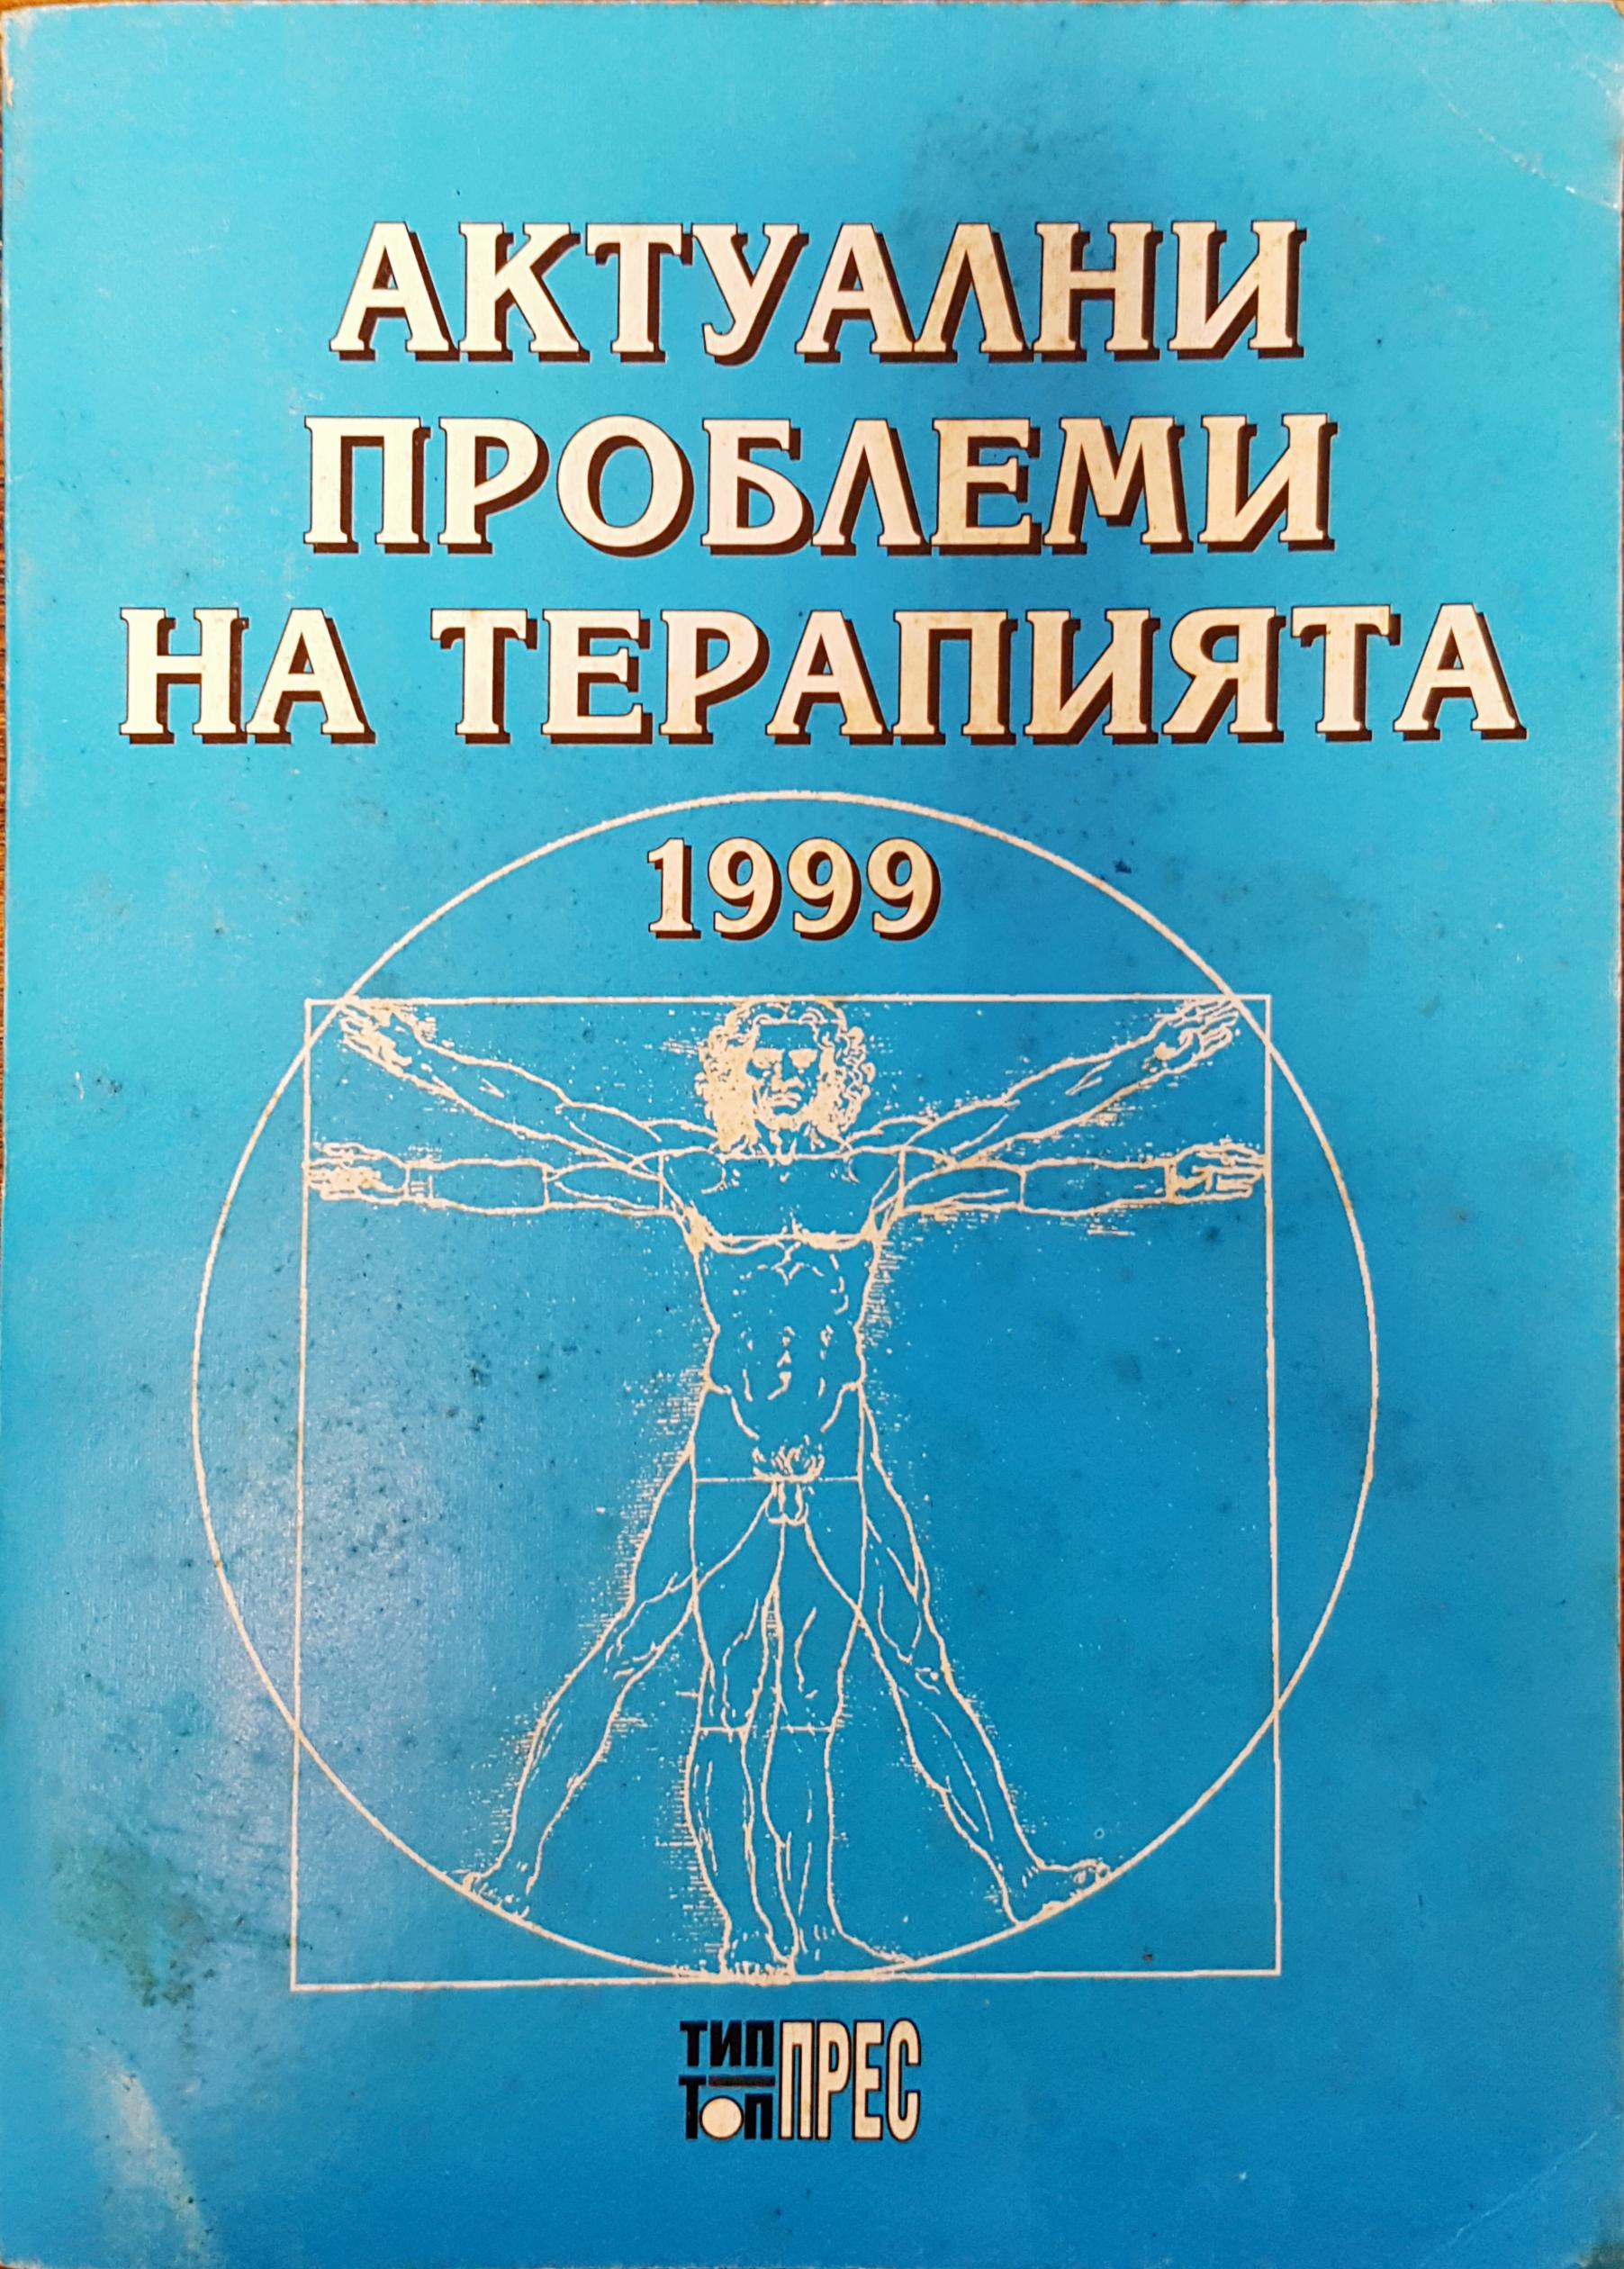 АКТУАЛНИ
ПРОБЛЕМИ
НА ТЕРАПИЯТА
1999
ТИП
ТОП ПРЕС